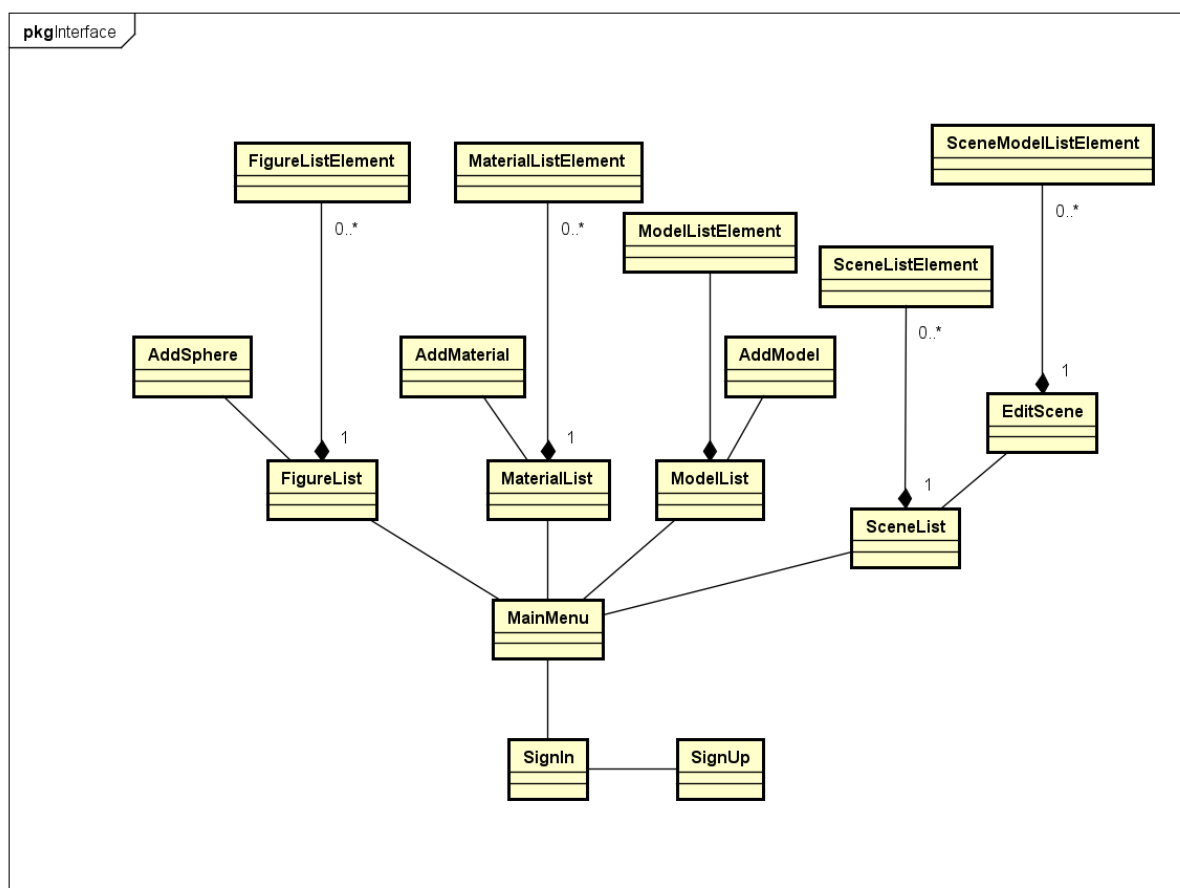 pkgInterface
SceneModelListElement
FigureListElement
MaterialListElement
0..*
0..*
0..*
ModelListElement
SceneListElement
0..*
AddSphere
AddMaterial
AddModel
1
EditScene
1
1
FigureList
MaterialList
ModelList
1
SceneList
MainMenu
SignIn
SignUp